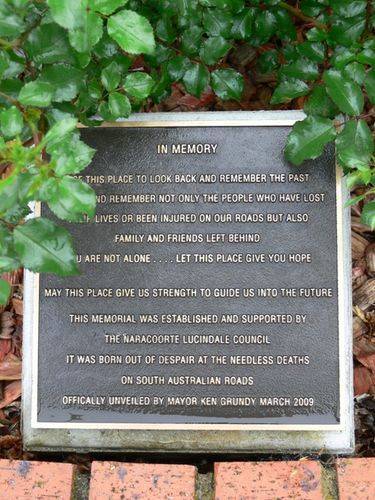 IN MEMORY
THIS PLACE TO LOOK BACK AND REMEMBER THE PAST
AND REMEMBER NOT ONLY THE PEOPLE WHO HAVE LOST
LIVES OR BEEN INJURED ON OUR ROADS BUT ALSO
FAMILY AND FRIENDS LEFT BEHIND
YOU ARE NOT ALONE . . . . LET THIS PLACE GIVE YOU HOPE
MAY THIS PLACE GIVE US STRENGTH TO GUIDE US INTO THE FUTURE
THIS MEMORIAL WAS ESTABLISHED AND SUPPORTED BY
THE NARACOORTE LUCINDALE COUNCIL
IT WAS BORN OUT OF DESPAIR AT THE NEEDLESS DEATHS
ON SOUTH AUSTRALIAN ROADS
OFFICALLY UNVEILED BY MAYOR KEN GRUNDY MARCH 2009